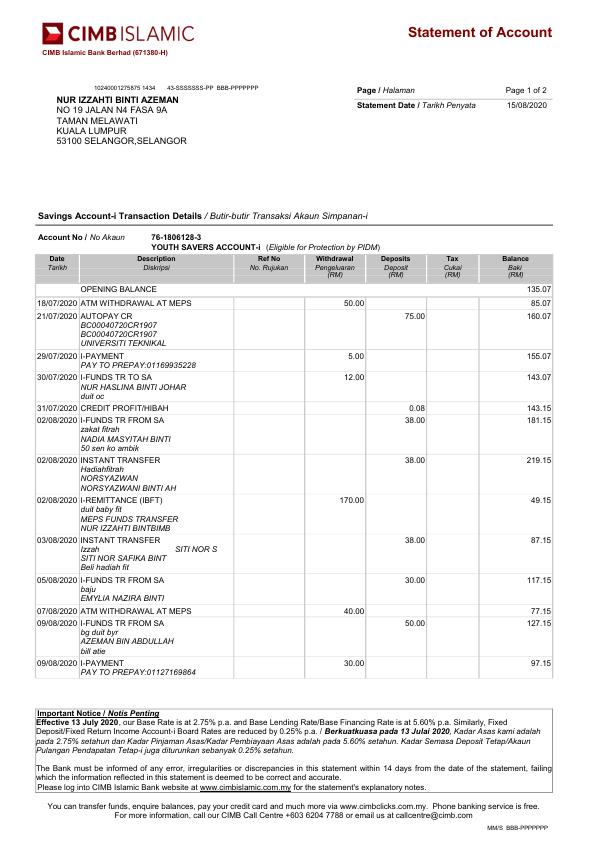 CIMB ISLAMIC
Statement of Account
CIMB Islamic Bank Berhad (671380-H)
10240001275875 1434 43-SSSSSSS-PP BBB-PPPPPPP
NUR IZZAHTI BINTI AZEMAN
NO 19 JALAN N4 FASA 9A
TAMAN MELAWATI
KUALA LUMPUR
53100 SELANGOR,SELANGOR
Page / Halaman Page 1 of 2
Statement Date / Tarikh Penyata 15/08/2020
Savings Account-i Transaction Details / Butir-butir Transaksi Akaun Simpanan-i
Account No / No Akaun 76-1806128-3
YOUTH SAVERS ACCOUNT-i (Eligible for Protection by PIDM)
Date Description Ref No Withdrawal Deposits Tax Balance
Tarikh Diskripsi No. Rujukan Pengeluaran Deposit Cukai Baki
(RM) (RM) (RM) (RM)
OPENING BALANCE 135.07
18/07/2020 ATM WITHDRAWAL AT MEPS 50.00 85.07
21/07/2020 AUTOPAY CR 75.00 160.07
BC00040720CR1907
BC00040720CR1907
UNIVERSITI TEKNIKAL
29/07/2020 I-PAYMENT 5.00 155.07
PAY TO PREPAY:01169935228
30/07/2020 I-FUNDS TR TO SA 12.00 143.07
NUR HASLINA BINTI JOHAR
duit oc
31/07/2020 CREDIT PROFIT/HIBAH 0.08 143.15
02/08/2020 I-FUNDS TR FROM SA 38.00 181.15
zakat fitrah
NADIA MASYITAH BINTI
50 sen ko ambik
02/08/2020 INSTANT TRANSFER 38.00 219.15
Hadiahfitrah
NORSYAZWAN
NORSYAZWANI BINTI AH
02/08/2020 I-REMITTANCE (IBFT) 170.00 49.15
duit baby fit
MEPS FUNDS TRANSFER
NUR IZZAHTI BINTBIMB
03/08/2020 INSTANT TRANSFER 38.00 87.15
Izzah SITI NOR S
SITI NOR SAFIKA BINT
Beli hadiah fit
05/08/2020 I-FUNDS TR FROM SA 30.00 117.15
baju
EMYLIA NAZIRA BINTI
07/08/2020 ATM WITHDRAWAL AT MEPS 40.00 77.15
09/08/2020 I-FUNDS TR FROM SA 50.00 127.15
bg duit byr
AZEMAN BIN ABDULLAH
bill atie
09/08/2020 I-PAYMENT 30.00 97.15
PAY TO PREPAY:01127169864
Important Notice / Notis Penting
Effective 13 July 2020, our Base Rate is at 2.75% p.a. and Base Lending Rate/Base Financing Rate is at 5.60% p.a. Similarly, Fixed
Deposit/Fixed Return Income Account-i Board Rates are reduced by 0.25% p.a. / Berkuatkuasa pada 13 Julai 2020, Kadar Asas kami adalah
pada 2.75% setahun dan Kadar Pinjaman Asas/Kadar Pembiayaan Asas adalah pada 5.60% setahun. Kadar Semasa Deposit Tetap/Akaun
Pulangan Pendapatan Tetap-i juga diturunkan sebanyak 0.25% setahun.
The Bank must be informed of any error, irregularities or discrepancies in this statement within 14 days from the date of the statement, failing
which the information reflected in this statement is deemed to be correct and accurate.
Please log into CIMB Islamic Bank website at www.cimbislamic.com.my for the statement's explanatory notes.
You can transfer funds, enquire balances, pay your credit card and much more via www.cimbclicks.com.my. Phone banking service is free.
For more information, call our CIMB Call Centre +603 6204 7788 or email us at callcentre@cimb.com
MM/S BBB-PPPPPPP